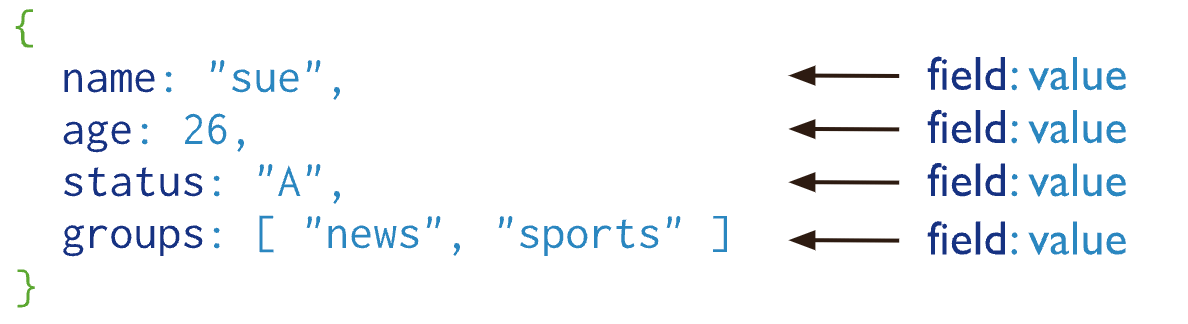 {
name: "sue", field: value
age: 26, field: value
status: "A", field: value
groups: [ "news", "sports" ] field: value
}